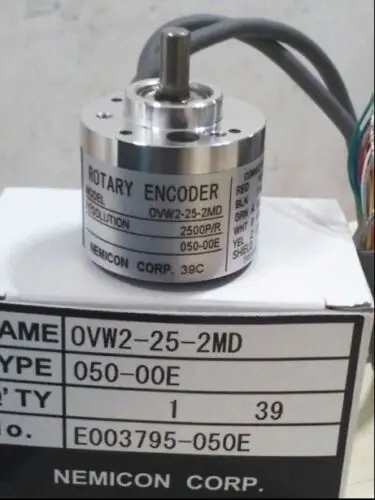 ROTARY ENCODER
MODEL OVW2-25-2MD
RESOLUTION 2500P/R
050-00E
NEMICON CORP. 39C
RED
BLK
GRN
WHT
YEL
SHIELD
AME OVW2-25-2MD
YPE 050-00E
Q'TY 1 39
No. E003795-050E
NEMICON CORP.